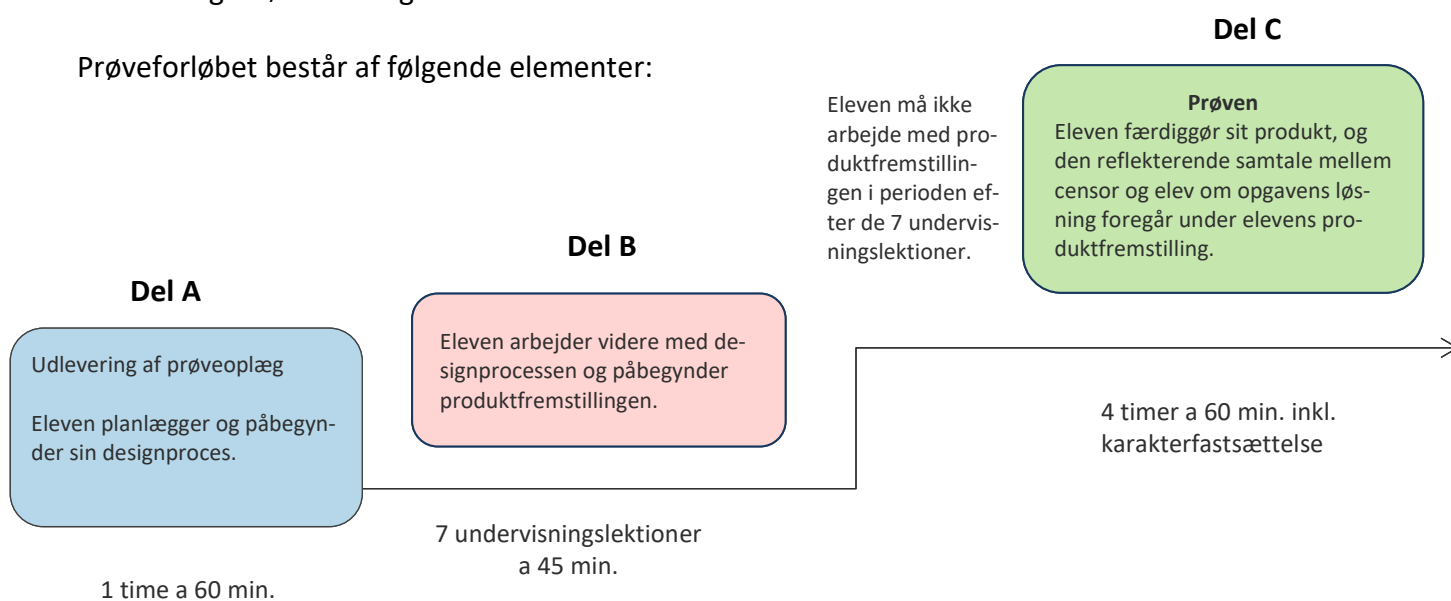 Prøveforløbet består af følgende elementer:
Del A
Udlevering af prøveoplæg
Eleven planlægger og påbegyn-
der sin designproces.
1 time a 60 min.
Del B
Eleven arbejder videre med de-
signprocessen og påbegynder
produktfremstillingen.
7 undervisningslektioner
a 45 min.
Eleven må ikke
arbejde med pro-
duktfremstillin-
gen i perioden ef-
ter de 7 undervis-
ningslektioner.
Del C
Prøven
Eleven færdiggør sit produkt, og
den reflekterende samtale mellem
censor og elev om opgavens løs-
ning foregår under elevens pro-
duktfremstilling.
4 timer a 60 min. inkl.
karakterfastsættelse